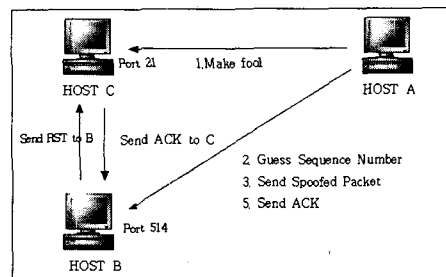 Port 21
1.Make fool
HOST C
HOST A
Send RST to B
Send ACK to C
2. Guess Sequence Number
3. Send Spoofed Packet
5. Send ACK
Port 514
HOST B